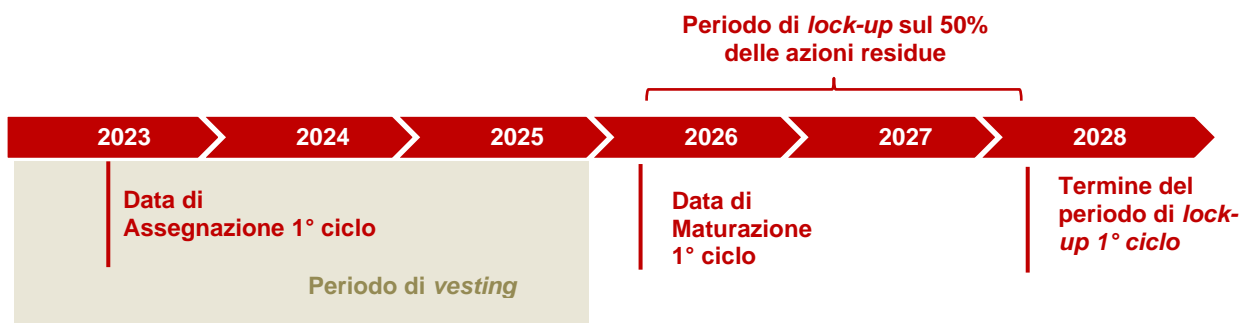 Periodo di lock-up sul 50%
delle azioni residue
2023 2024 2025 2026 2027 2028
Data di
Assegnazione 1° ciclo
Data di
Maturazione
1° ciclo
Termine del
periodo di lock-
up 1° ciclo
Periodo di vesting